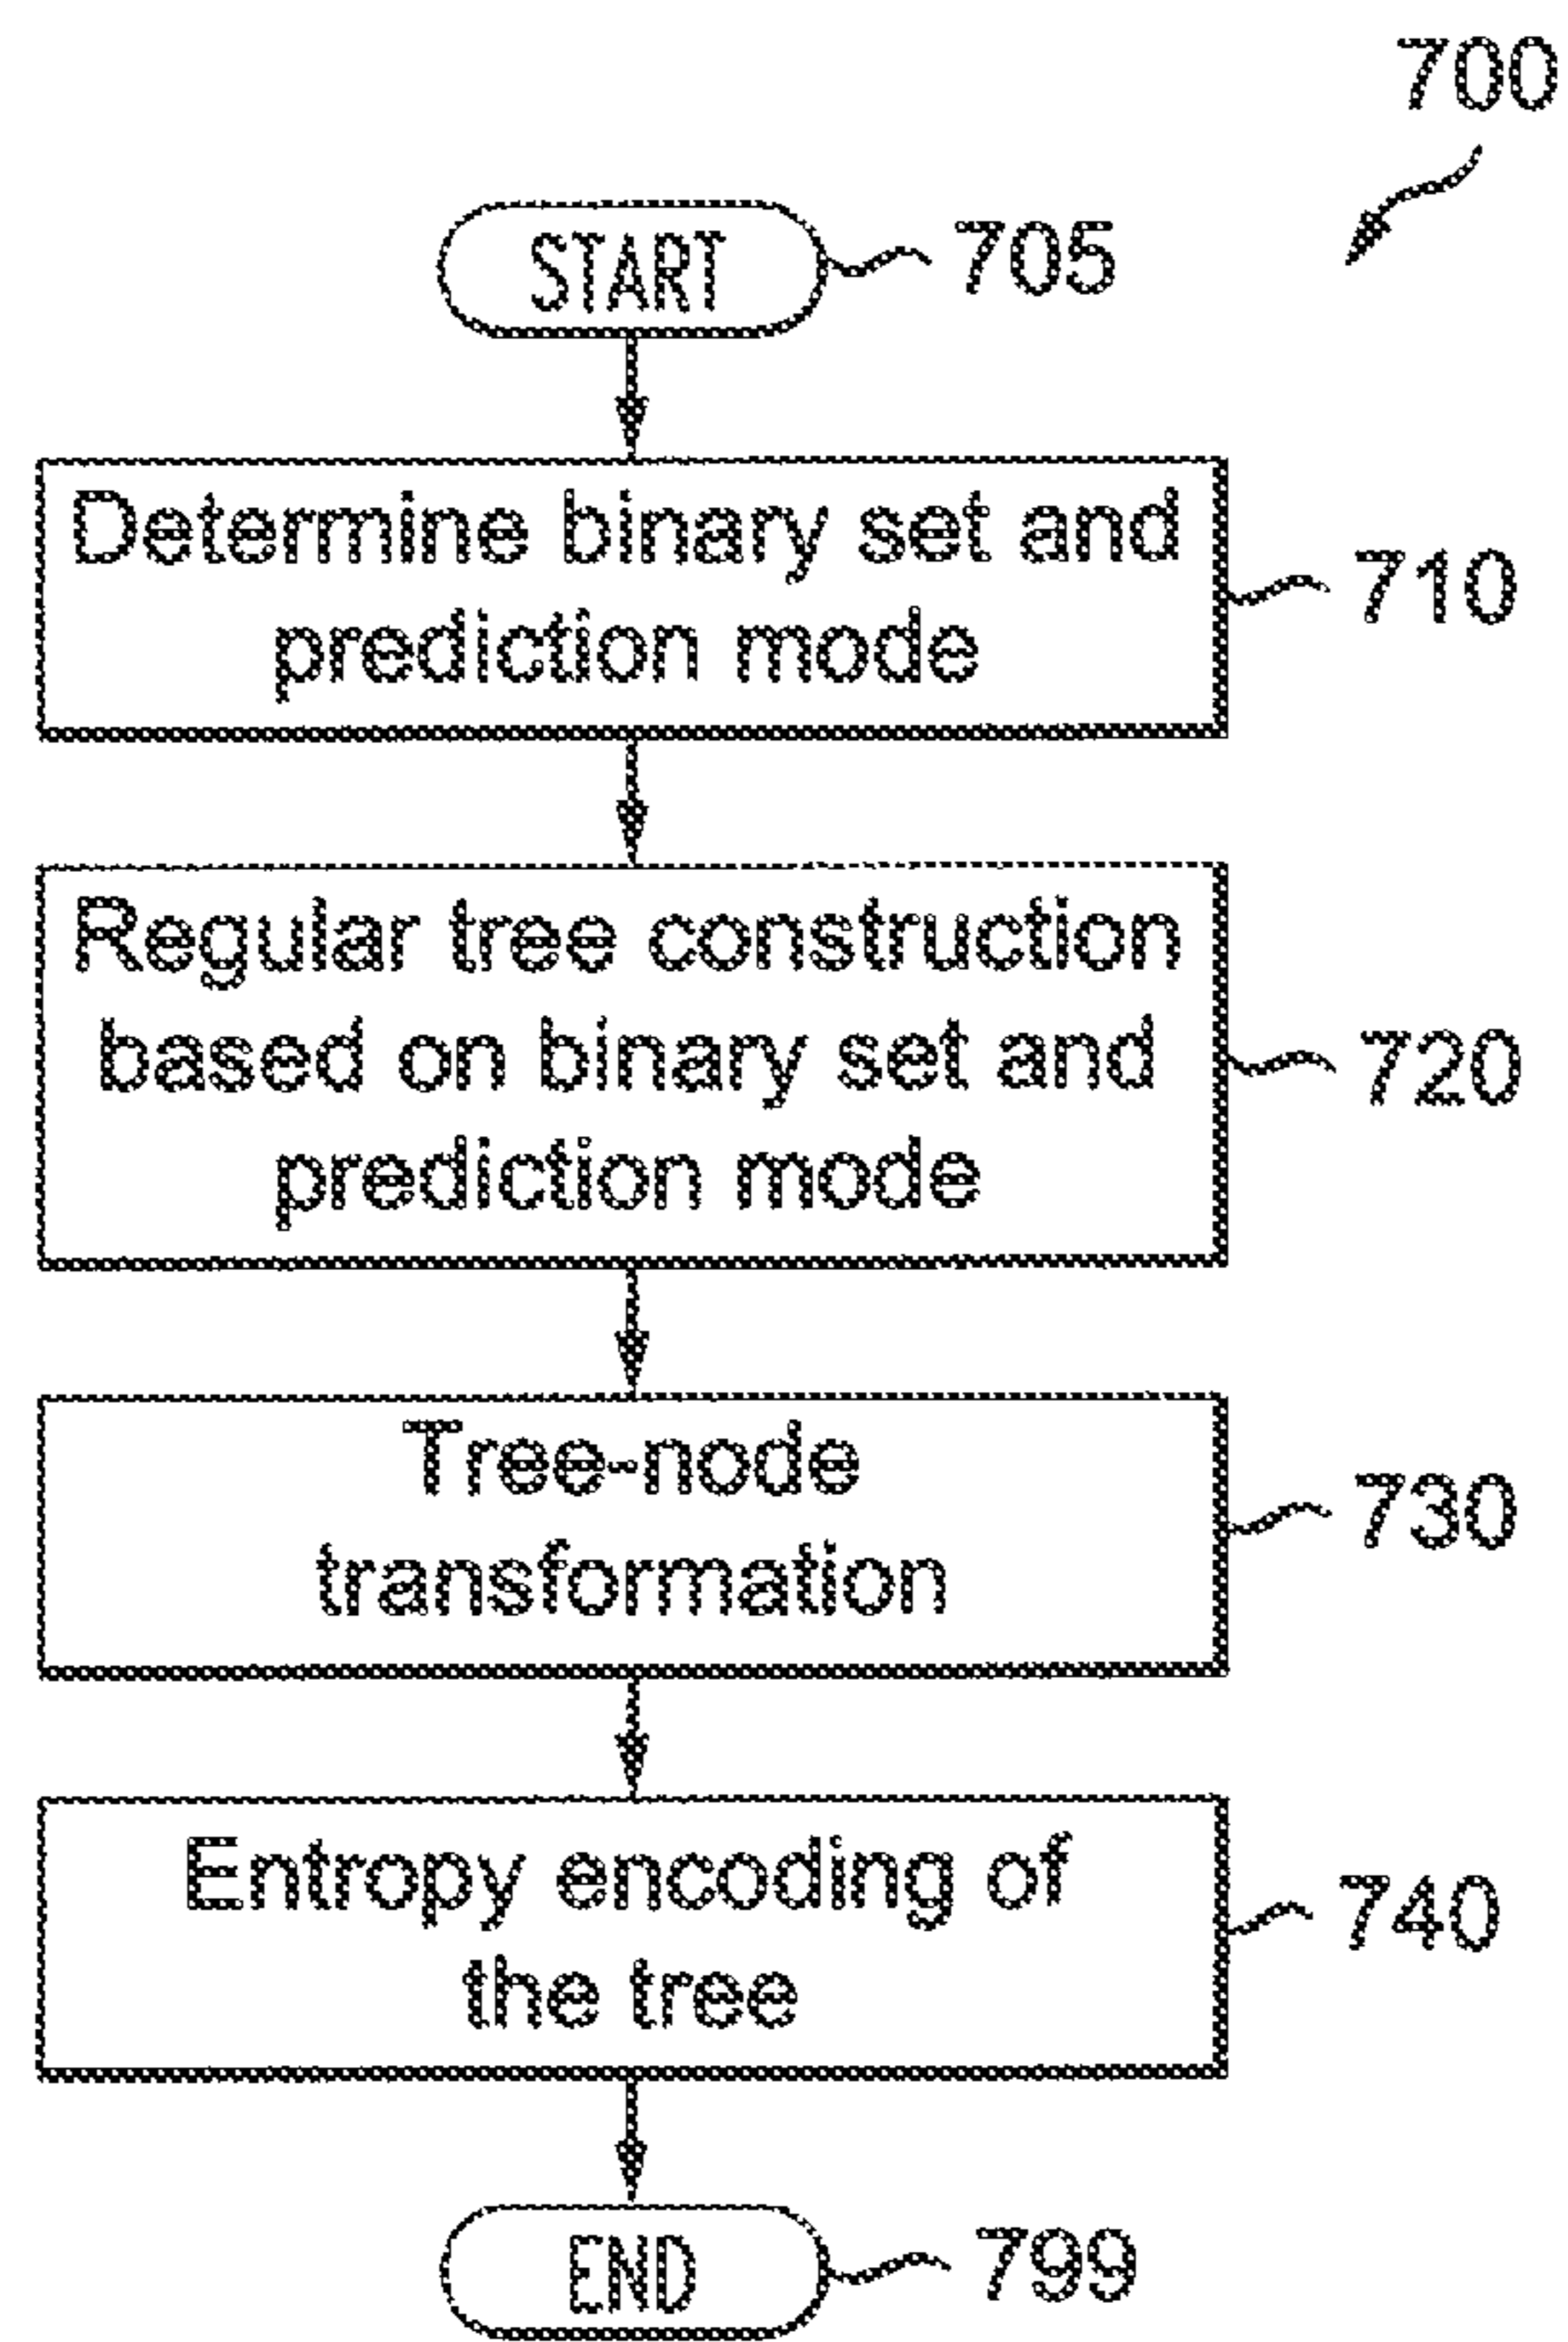 700
START
705
Determine binary set and
prediction mode
710
Regular tree construction
based on binary set and
prediction mode
720
Tree-node
transformation
730
Entropy encoding of
the tree
740
END
799